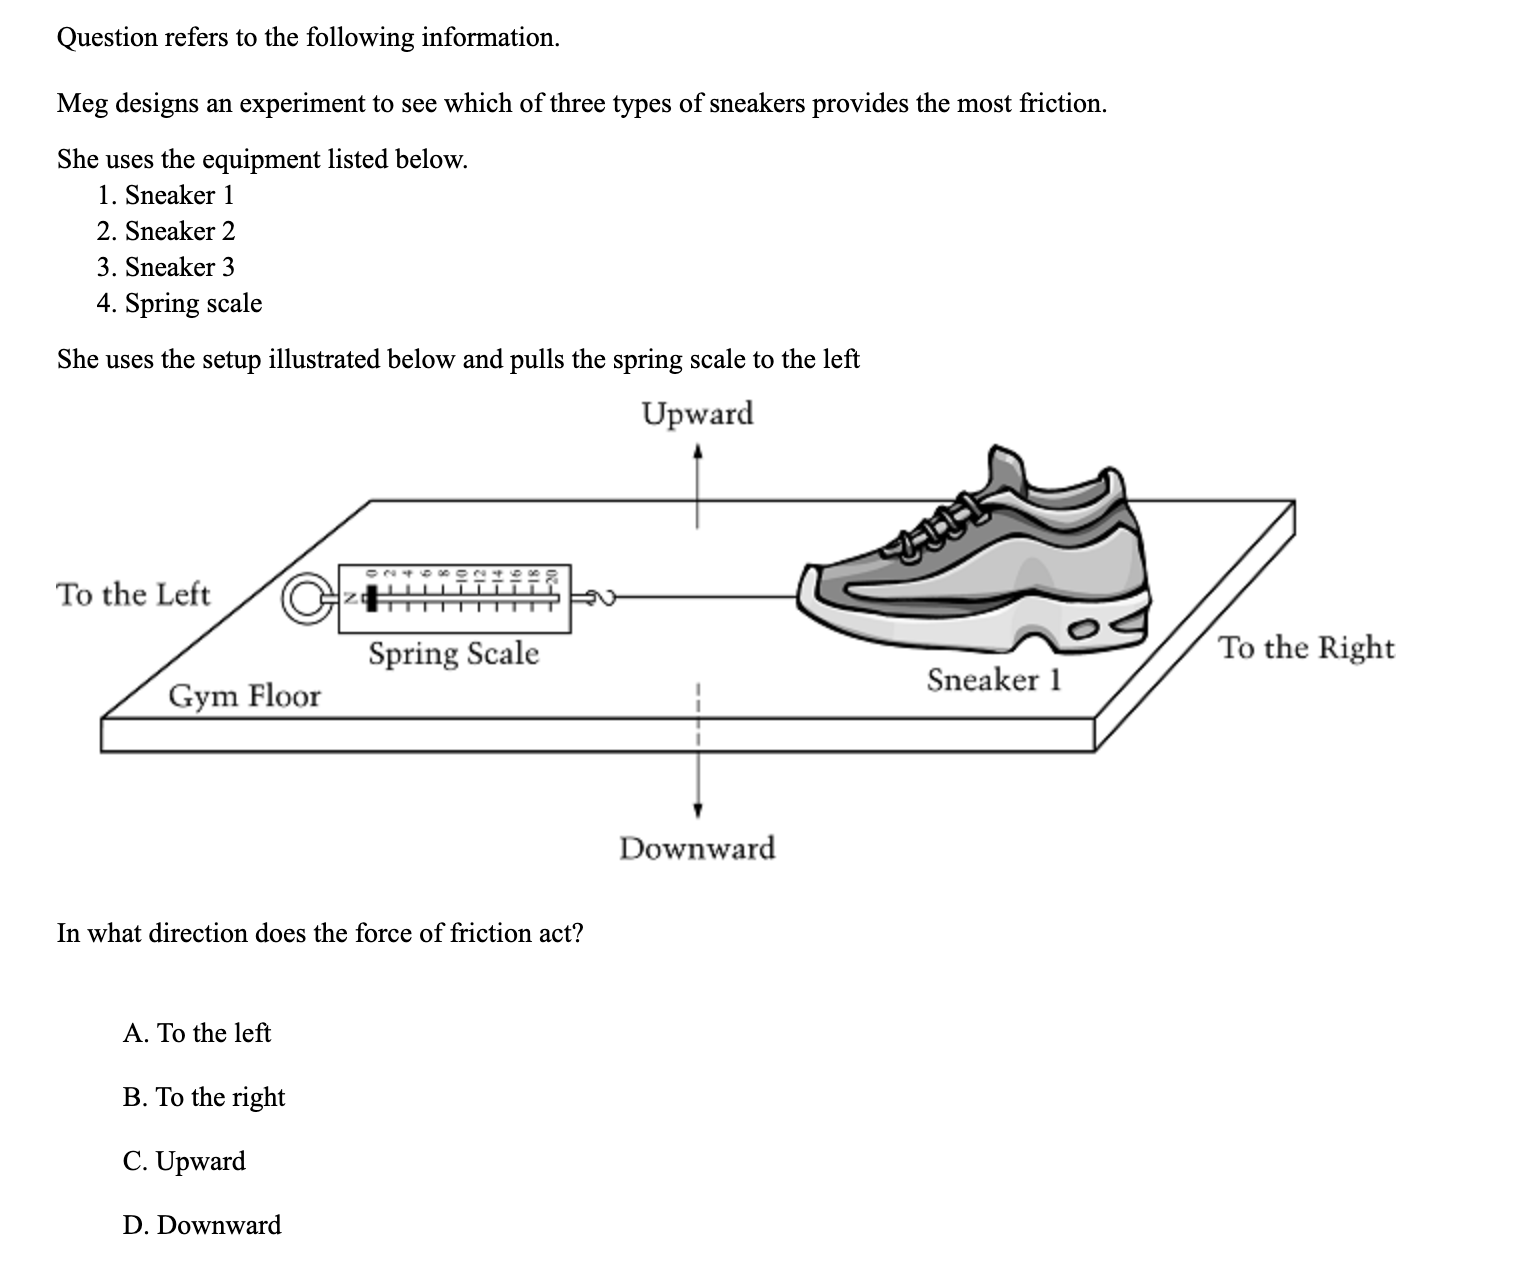 Question refers to the following information.
Meg designs an experiment to see which of three types of sneakers provides the most friction.
She uses the equipment listed below.
1. Sneaker 1
2. Sneaker 2
3. Sneaker 3
4. Spring scale
She uses the setup illustrated below and pulls the spring scale to the left
Upward
To the Left
N 0 2 4 6 8 10 12 14 16 18 20
Spring Scale
To the Right
Sneaker 1
Gym Floor
Downward
In what direction does the force of friction act?
A. To the left
B. To the right
C. Upward
D. Downward